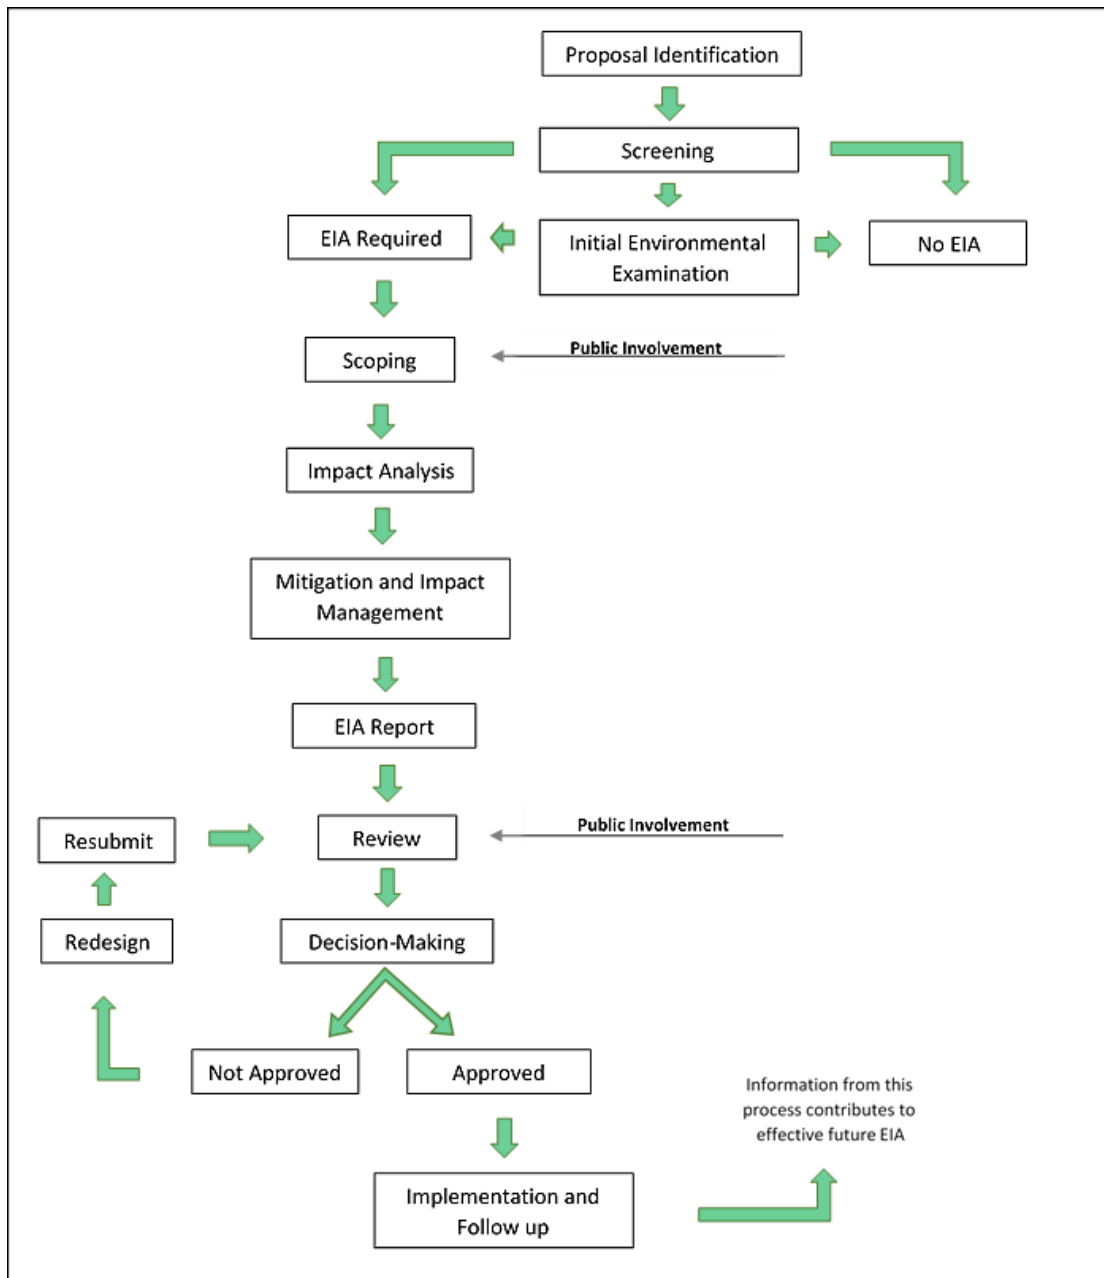 Proposal Identification
Screening
EIA Required
Initial Environmental
Examination
No EIA
Scoping
Public Involvement
Impact Analysis
Mitigation and Impact
Management
EIA Report
Resubmit
Review
Public Involvement
Redesign
Decision-Making
Not Approved
Approved
Information from this
process contributes to
effective future EIA
Implementation and
Follow up